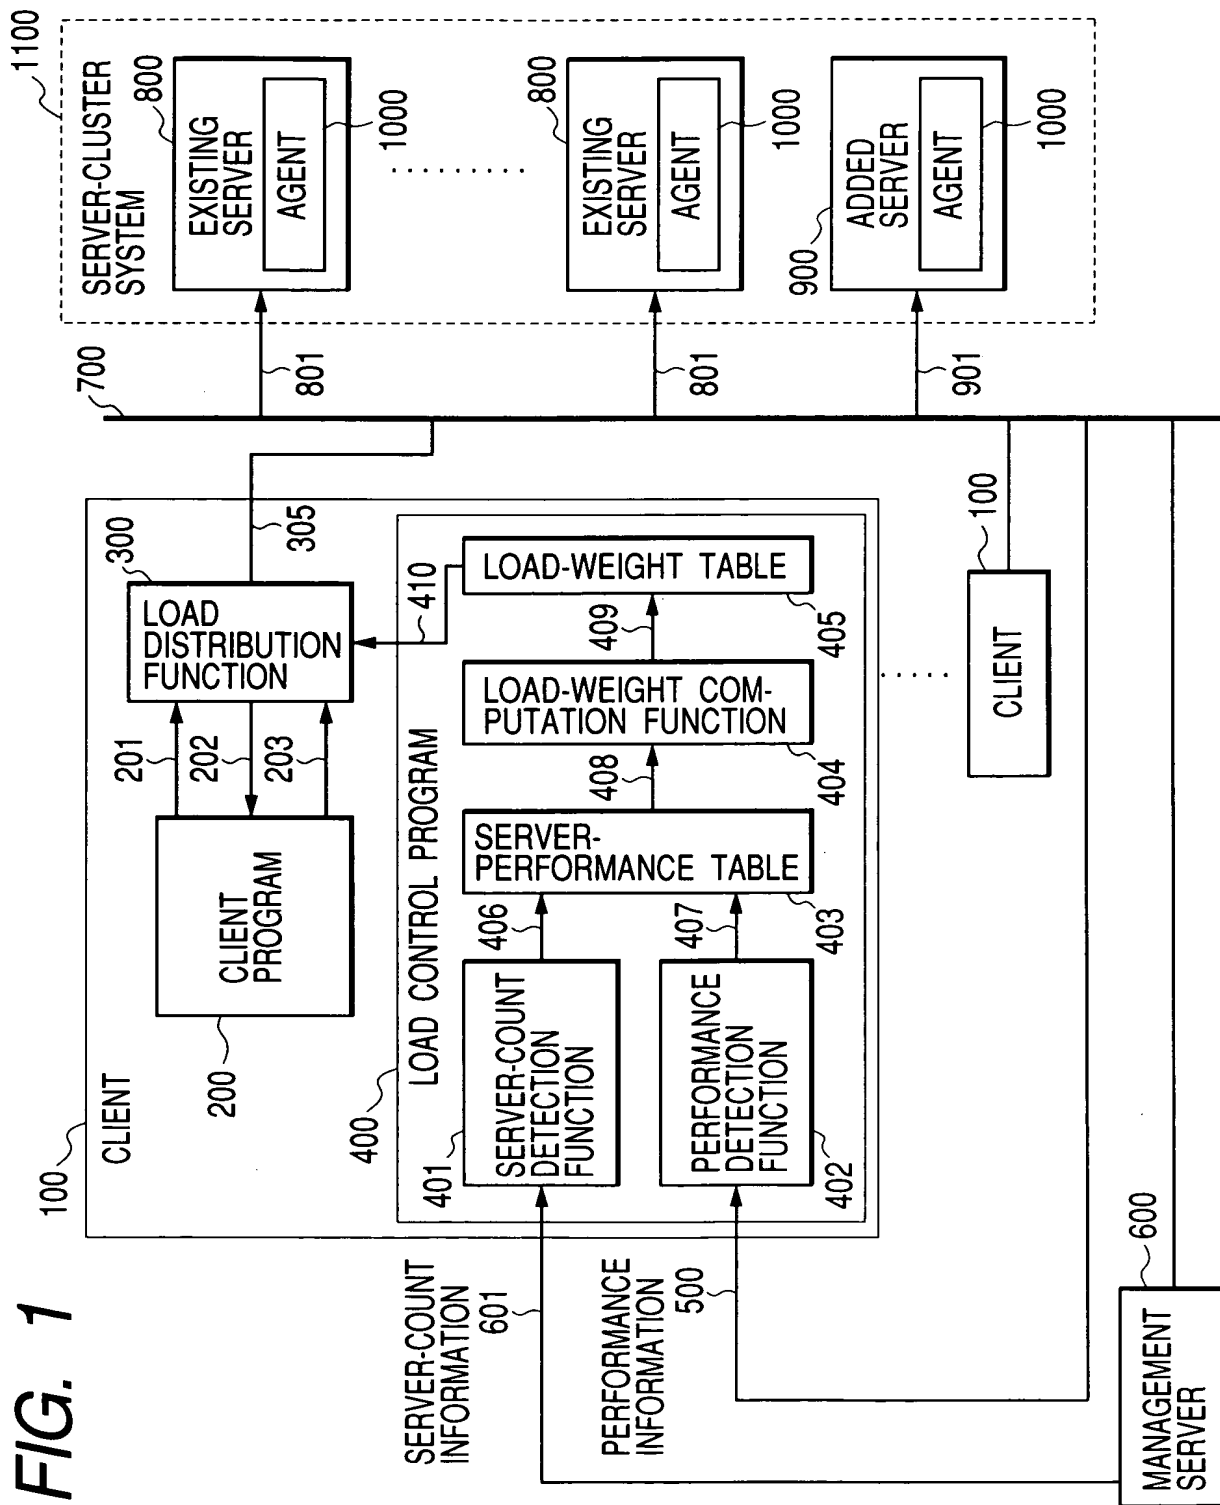 FIG. 1
100
CLIENT
200
CLIENT
PROGRAM
201
202
203
300
LOAD
DISTRIBUTION
FUNCTION
305
400
LOAD CONTROL PROGRAM
401
SERVER-COUNT
DETECTION
FUNCTION
PERFORMANCE
DETECTION
FUNCTION
402
406
407
SERVER-
PERFORMANCE TABLE
403
408
LOAD-WEIGHT COM-
PUTATION FUNCTION
404
409
LOAD-WEIGHT TABLE
405
410
SERVER-COUNT
INFORMATION
601
PERFORMANCE
INFORMATION
500
MANAGEMENT
SERVER
600
CLIENT
100
700
801
801
901
1100
SERVER-CLUSTER
SYSTEM
800
EXISTING
SERVER
AGENT
1000
800
EXISTING
SERVER
AGENT
1000
900
ADDED
SERVER
AGENT
1000